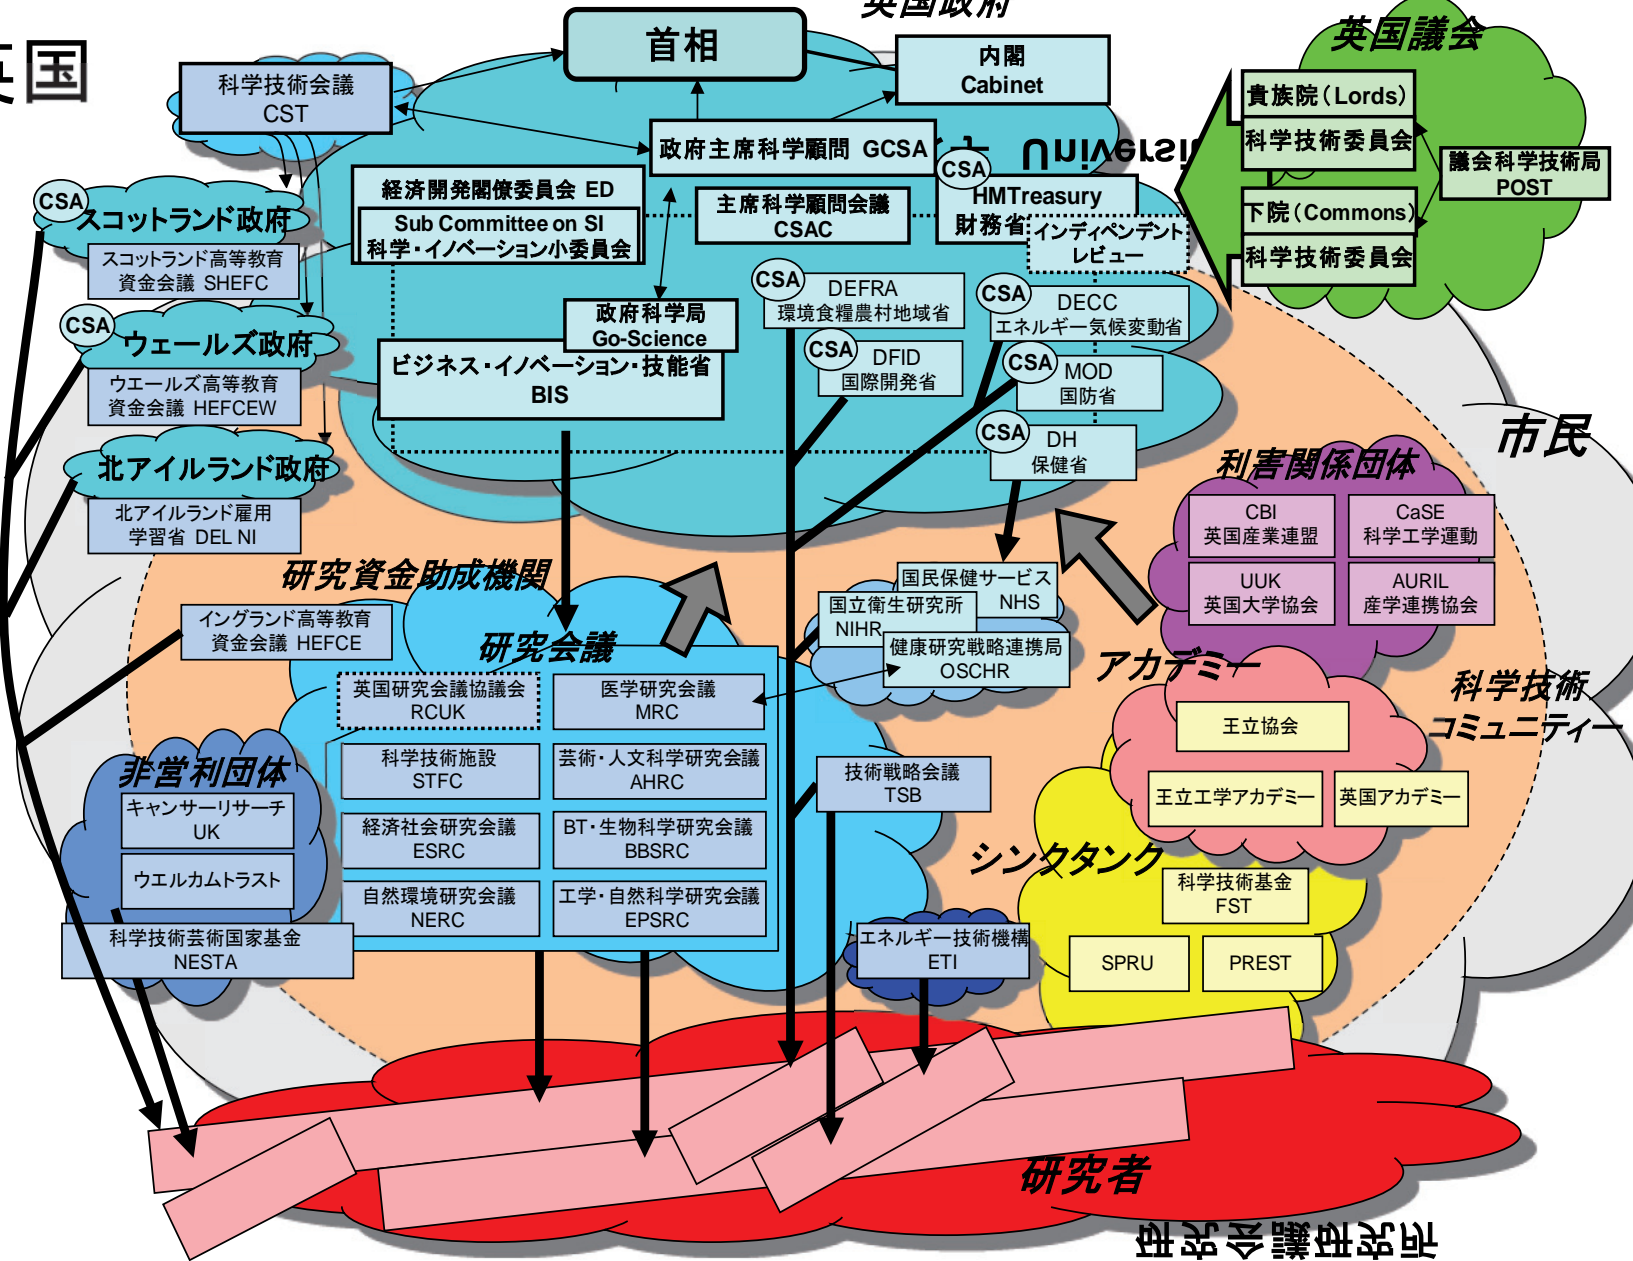 英国
英国政府
首相
内閣
Cabinet
英国議会
貴族院（Lords）
科学技術委員会
下院（Commons）
科学技術委員会
議会科学技術局
POST
科学技術会議
CST
政府主席科学顧問 GCSA
Universi
経済開発閣僚委員会 ED
Sub Committee on SI
科学・イノベーション小委員会
主席科学顧問会議
CSAC
CSA
HMTreasury
財務省
インディペンデント
レビュー
CSA
スコットランド政府
スコットランド高等教育
資金会議 SHEFC
CSA
ウェールズ政府
ウエールズ高等教育
資金会議 HEFCEW
北アイルランド政府
北アイルランド雇用
学習省 DEL NI
政府科学局
Go-Science
ビジネス・イノベーション・技能省
BIS
CSA
DEFRA
環境食糧農村地域省
CSA
DECC
エネルギー気候変動省
CSA
DFID
国際開発省
CSA
MOD
国防省
CSA
DH
保健省
市民
利害関係団体
CBI
英国産業連盟
CaSE
科学工学運動
UUK
英国大学協会
AURIL
産学連携協会
研究資金助成機関
イングランド高等教育
資金会議 HEFCE
研究会議
英国研究会議協議会
RCUK
医学研究会議
MRC
科学技術施設
STFC
芸術・人文科学研究会議
AHRC
経済社会研究会議
ESRC
BT・生物科学研究会議
BBSRC
自然環境研究会議
NERC
工学・自然科学研究会議
EPSRC
国民保健サービス
NHS
国立衛生研究所
NIHR
健康研究戦略連携局
OSCHR
技術戦略会議
TSB
エネルギー技術機構
ETI
アカデミー
王立協会
王立工学アカデミー
英国アカデミー
科学技術
コミュニティー
シンクタンク
科学技術基金
FST
SPRU
PREST
非営利団体
キャンサーリサーチ
UK
ウエルカムトラスト
科学技術芸術国家基金
NESTA
研究者
研究会議研究所